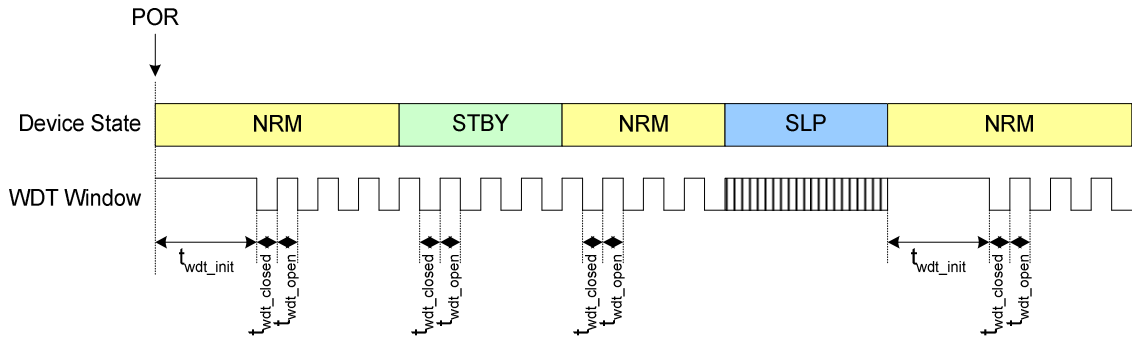 POR
Device State NRM STBY NRM SLP NRM
WDT Window
twdt_init twdt_init
twdt_closed twdt_open twdt_closed twdt_open twdt_closed twdt_open twdt_closed twdt_open